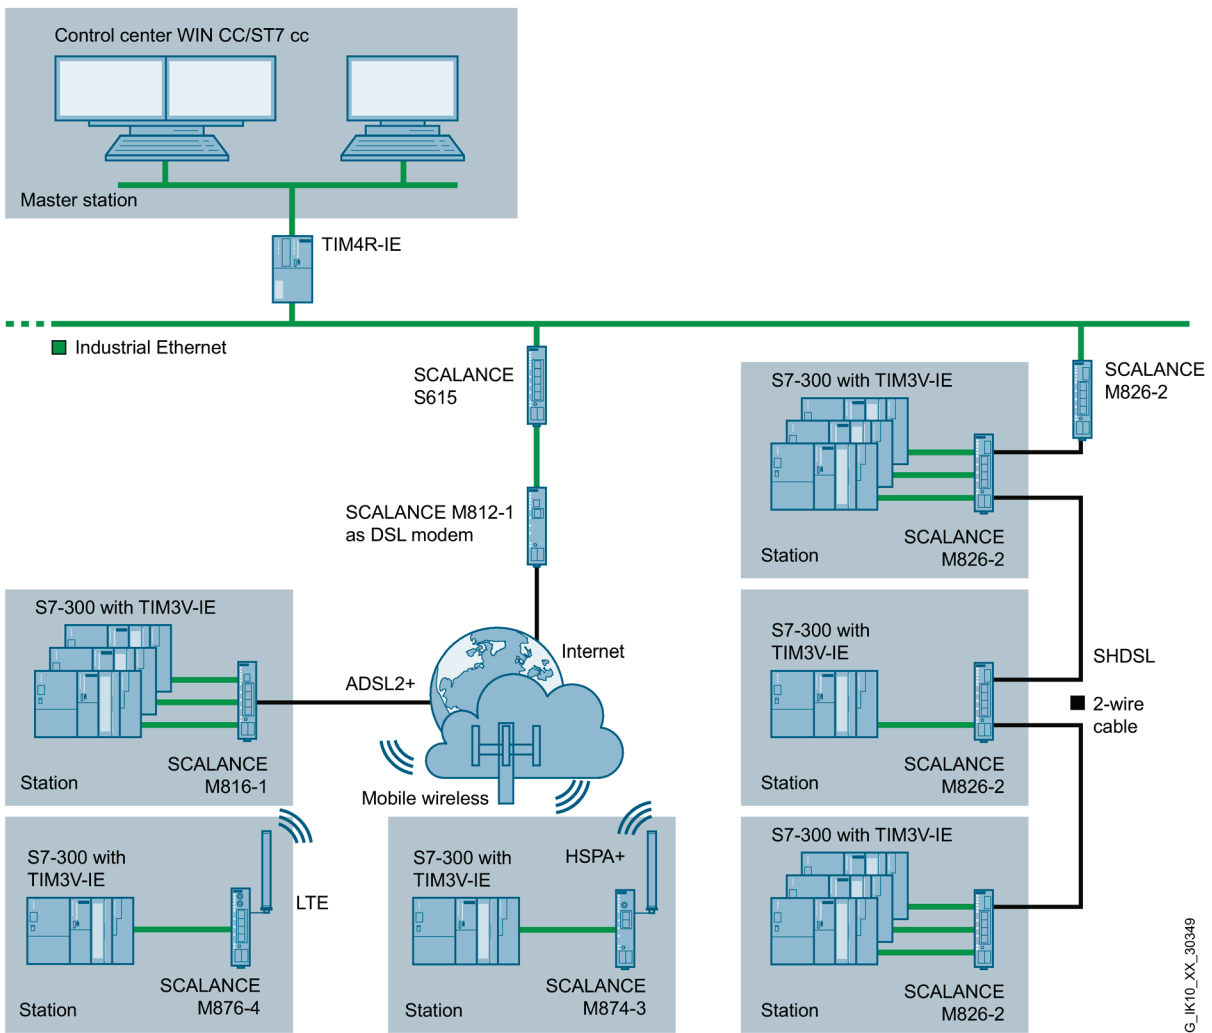 Control center WIN CC/ST7 cc
Master station
TIM4R-IE
Industrial Ethernet
SCALANCE
S615
SCALANCE M812-1
as DSL modem
S7-300 with TIM3V-IE
SCALANCE
M826-2
Station
SCALANCE
M826-2
S7-300 with TIM3V-IE
ADSL2+
Internet
Station
SCALANCE
M816-1
Mobile wireless
S7-300 with
TIM3V-IE
Station
SCALANCE
M826-2
SHDSL
2-wire
cable
S7-300 with
TIM3V-IE
LTE
Station
SCALANCE
M876-4
S7-300 with
TIM3V-IE
HSPA+
Station
SCALANCE
M874-3
S7-300 with TIM3V-IE
Station
SCALANCE
M826-2
G_IK10_XX_30349